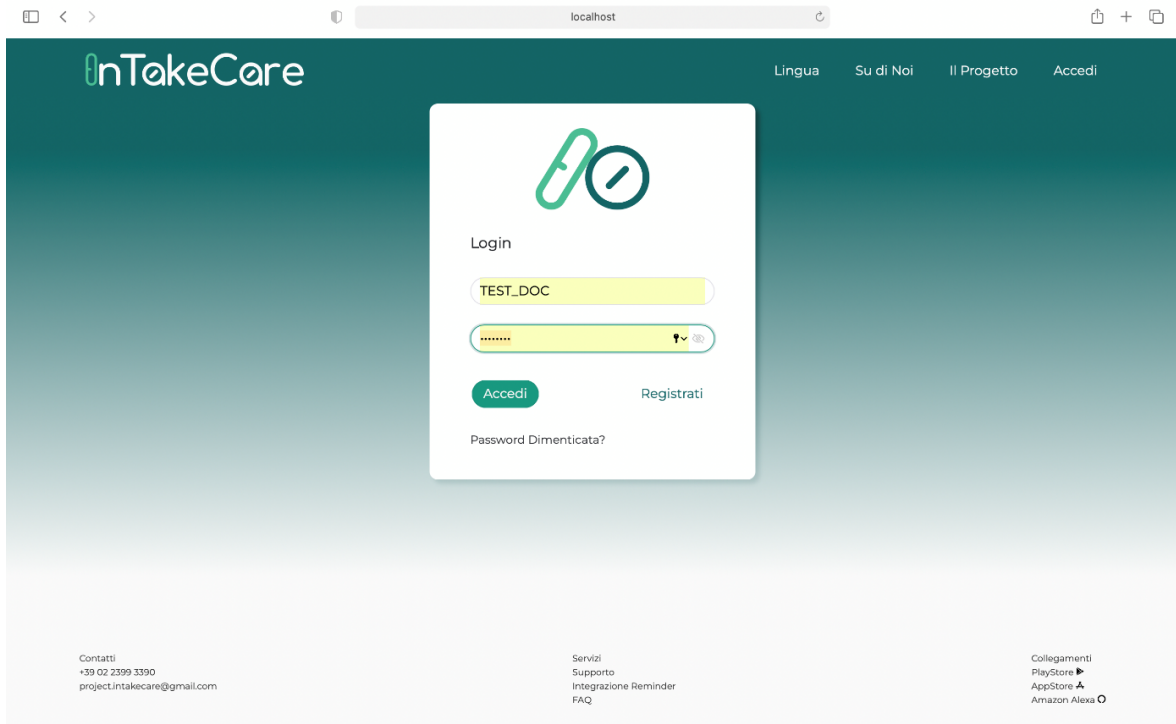 localhost
InTakeCare
Lingua Su di Noi Il Progetto Accedi
Login
TEST_DOC
••••••••
Accedi Registrati
Password Dimenticata?
Contatti
+39 02 2399 3390
project.intakecare@gmail.com
Servizi
Supporto
Integrazione Reminder
FAQ
Collegamenti
PlayStore
AppStore
Amazon Alexa